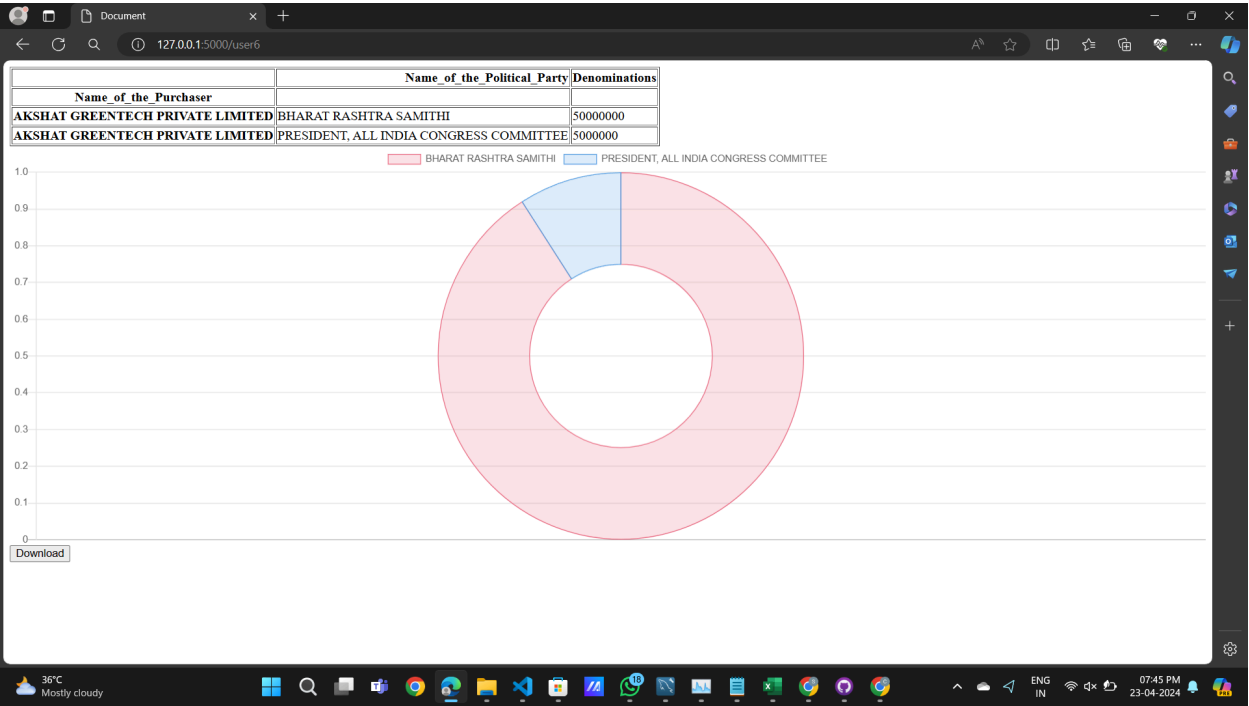 Document
127.0.0.1:5000/user6
Name_of_the_Political_Party Denominations
Name_of_the_Purchaser
AKSHAT GREENTECH PRIVATE LIMITED BHARAT RASHTRA SAMITHI 50000000
AKSHAT GREENTECH PRIVATE LIMITED PRESIDENT, ALL INDIA CONGRESS COMMITTEE 5000000
BHARAT RASHTRA SAMITHI PRESIDENT, ALL INDIA CONGRESS COMMITTEE
1.0
0.9
0.8
0.7
0.6
0.5
0.4
0.3
0.2
0.1
0
Download
36°C
Mostly cloudy
18
ENG
IN
07:45 PM
23-04-2024
PRE